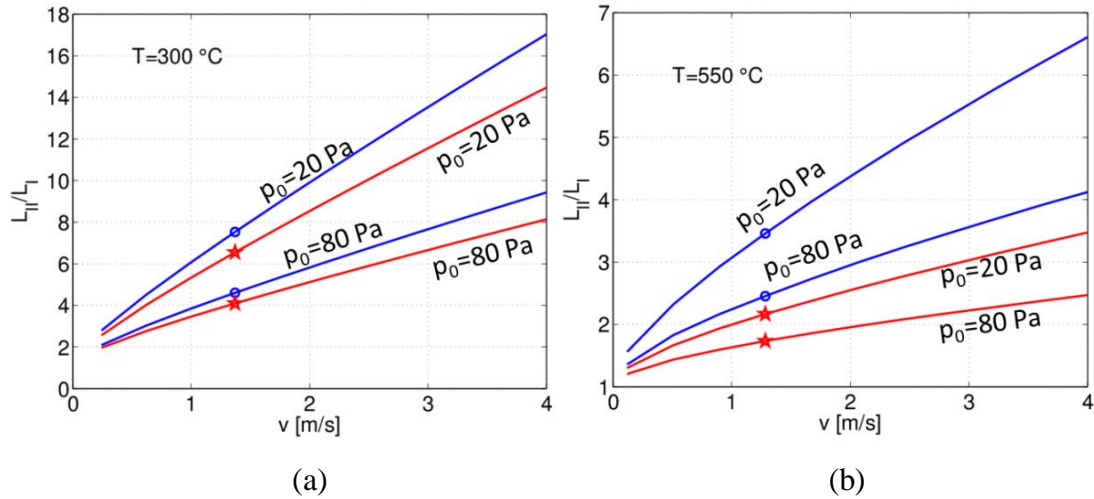 18
16
14
12
10
8
6
4
2
0
L_II/L_I
T=300 °C
p₀=20 Pa
p₀=20 Pa
p₀=80 Pa
p₀=80 Pa
0 1 2 3 4
v [m/s]
(a)
7
6
5
4
3
2
1
L_II/L_I
T=550 °C
p₀=20 Pa
p₀=80 Pa
p₀=20 Pa
p₀=80 Pa
0 1 2 3 4
v [m/s]
(b)